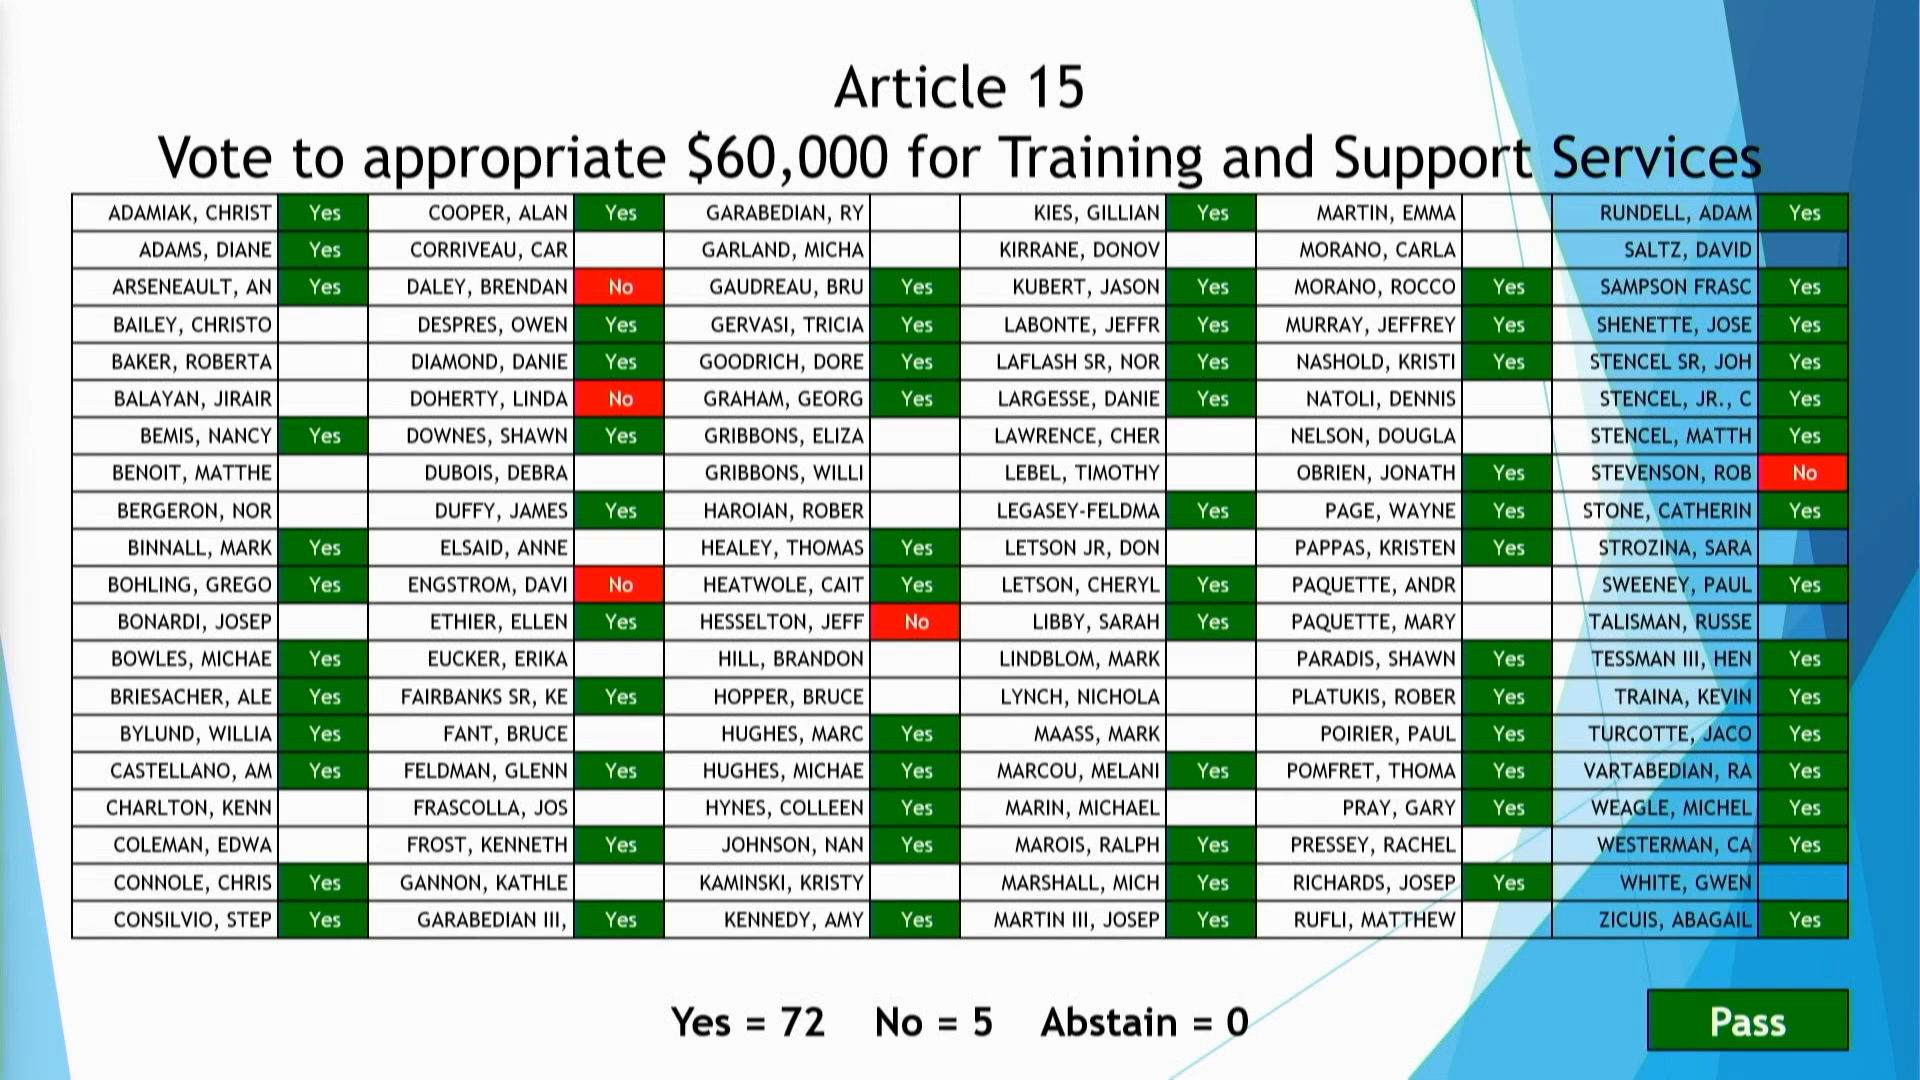 Article 15
Vote to appropriate $60,000 for Training and Support Services
ADAMIAK, CHRIST Yes COOPER, ALAN Yes GARABEDIAN, RY KIES, GILLIAN Yes MARTIN, EMMA RUNDELL, ADAM Yes
ADAMS, DIANE Yes CORRIVEAU, CAR GARLAND, MICHA KIRRANE, DONOV MORANO, CARLA SALTZ, DAVID
ARSENEAULT, AN Yes DALEY, BRENDAN No GAUDREAU, BRU Yes KUBERT, JASON Yes MORANO, ROCCO Yes SAMPSON FRASC Yes
BAILEY, CHRISTO DESPRES, OWEN Yes GERVASI, TRICIA Yes LABONTE, JEFFR Yes MURRAY, JEFFREY Yes SHENETTE, JOSE Yes
BAKER, ROBERTA DIAMOND, DANIE Yes GOODRICH, DORE Yes LAFLASH SR, NOR Yes NASHOLD, KRISTI Yes STENCEL SR, JOH Yes
BALAYAN, JIRAIR DOHERTY, LINDA No GRAHAM, GEORG Yes LARGESSE, DANIE Yes NATOLI, DENNIS STENCEL, JR., C Yes
BEMIS, NANCY Yes DOWNES, SHAWN Yes GRIBBONS, ELIZA LAWRENCE, CHER NELSON, DOUGLA STENCEL, MATTH Yes
BENOIT, MATTHE DUBOIS, DEBRA GRIBBONS, WILLI LEBEL, TIMOTHY OBRIEN, JONATH Yes STEVENSON, ROB No
BERGERON, NOR DUFFY, JAMES Yes HAROIAN, ROBER LEGASEY-FELDMA Yes PAGE, WAYNE Yes STONE, CATHERIN Yes
BINNALL, MARK Yes ELSAID, ANNE HEALEY, THOMAS Yes LETSON JR, DON PAPPAS, KRISTEN Yes STROZINA, SARA
BOHLING, GREGO Yes ENGSTROM, DAVI No HEATWOLE, CAIT Yes LETSON, CHERYL Yes PAQUETTE, ANDR SWEENEY, PAUL Yes
BONARDI, JOSEP ETHIER, ELLEN Yes HESSELTON, JEFF No LIBBY, SARAH Yes PAQUETTE, MARY TALISMAN, RUSSE
BOWLES, MICHAE Yes EUCKER, ERIKA HILL, BRANDON LINDBLOM, MARK PARADIS, SHAWN Yes TESSMAN III, HEN Yes
BRIESACHER, ALE Yes FAIRBANKS SR, KE Yes HOPPER, BRUCE LYNCH, NICHOLA PLATUKIS, ROBER Yes TRAINA, KEVIN Yes
BYLUND, WILLIA Yes FANT, BRUCE HUGHES, MARC Yes MAASS, MARK POIRIER, PAUL Yes TURCOTTE, JACO Yes
CASTELLANO, AM Yes FELDMAN, GLENN Yes HUGHES, MICHAE Yes MARCOU, MELANI Yes POMFRET, THOMA Yes VARTABEDIAN, RA Yes
CHARLTON, KENN FRASCOLLA, JOS HYNES, COLLEEN Yes MARIN, MICHAEL PRAY, GARY Yes WEAGLE, MICHEL Yes
COLEMAN, EDWA FROST, KENNETH Yes JOHNSON, NAN Yes MAROIS, RALPH Yes PRESSEY, RACHEL WESTERMAN, CA Yes
CONNOLE, CHRIS Yes GANNON, KATHLE KAMINSKI, KRISTY MARSHALL, MICH Yes RICHARDS, JOSEP Yes WHITE, GWEN
CONSILVIO, STEP Yes GARABEDIAN III, Yes KENNEDY, AMY Yes MARTIN III, JOSEP Yes RUFLI, MATTHEW ZICUIS, ABAGAIL Yes
Yes = 72 No = 5 Abstain = 0
Pass